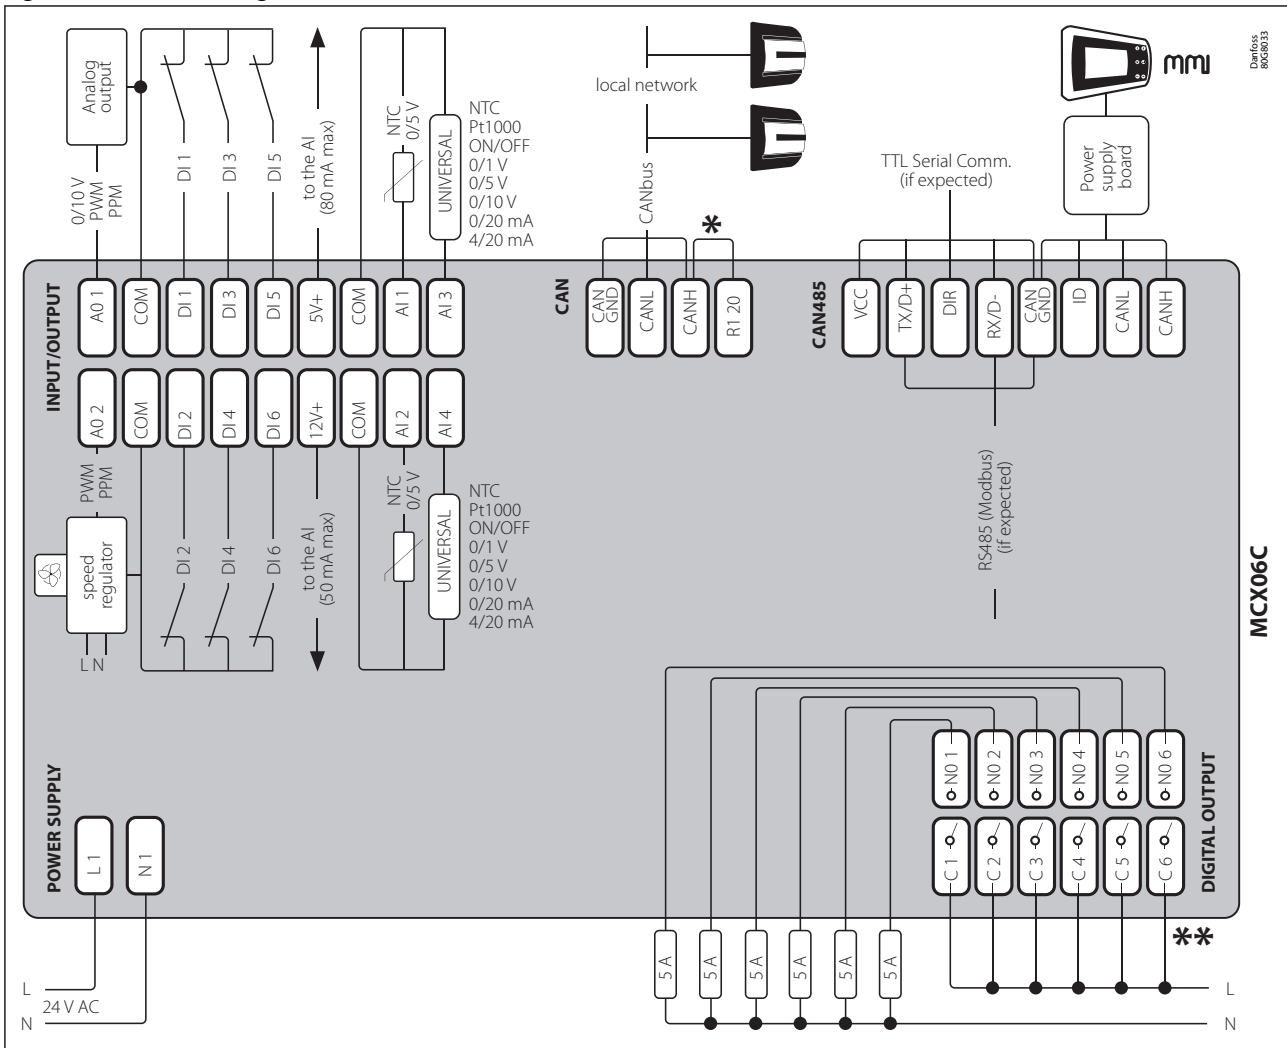 Analog
output
0/10 V
PWM
PPM
DI 1
DI 3
DI 5
to the AI
(80 mA max)
NTC
0/5 V
UNIVERSAL
NTC
Pt1000
ON/OFF
0/1 V
0/5 V
0/10 V
0/20 mA
4/20 mA
local network
CANbus
*
TTL Serial Comm.
(if expected)
Power
supply
board
mmi
Danfoss
80G8033
INPUT/OUTPUT
A0 1
COM
DI 1
DI 3
DI 5
5V+
COM
AI 1
AI 3
CAN
CAN
GND
CANL
CANH
R1 20
CAN485
VCC
TX/D+
DIR
RX/D-
CAN
GND
ID
CANL
CANH
A0 2
COM
DI 2
DI 4
DI 6
12V+
COM
AI 2
AI 4
PWM
PPM
speed
regulator
L N
DI 2
DI 4
DI 6
to the AI
(50 mA max)
NTC
0/5 V
UNIVERSAL
NTC
Pt1000
ON/OFF
0/1 V
0/5 V
0/10 V
0/20 mA
4/20 mA
RS485 (Modbus)
(if expected)
MCX06C
POWER SUPPLY
L 1
N 1
N0 1
N0 2
N0 3
N0 4
N0 5
N0 6
C 1
C 2
C 3
C 4
C 5
C 6
DIGITAL OUTPUT
**
5 A
5 A
5 A
5 A
5 A
5 A
L
24 V AC
N
L
N